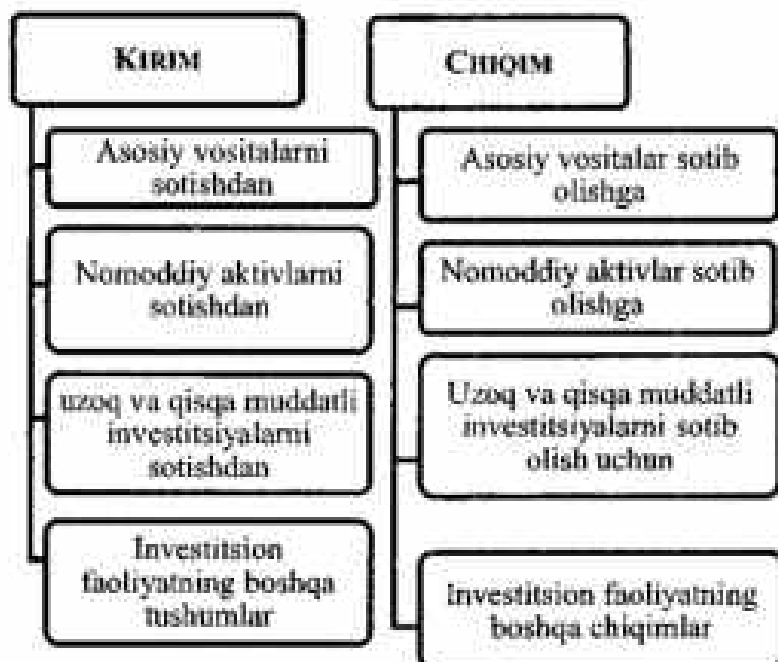 KIRIM
Asosiy vositalarni
sotishdan
Nomoddiy aktivlarni
sotishdan
uzoq va qisqa muddatli
investitsiyalarni
sotishdan
Investitsion
faoliyatning boshqa
tushumlar
CHIQIM
Asosiy vositalar sotib
olishga
Nomoddiy aktivlar sotib
olishga
Uzoq va qisqa muddatli
investitsiyalarni sotib
olish uchun
Investitsion faoliyatning
boshqa chiqimlar